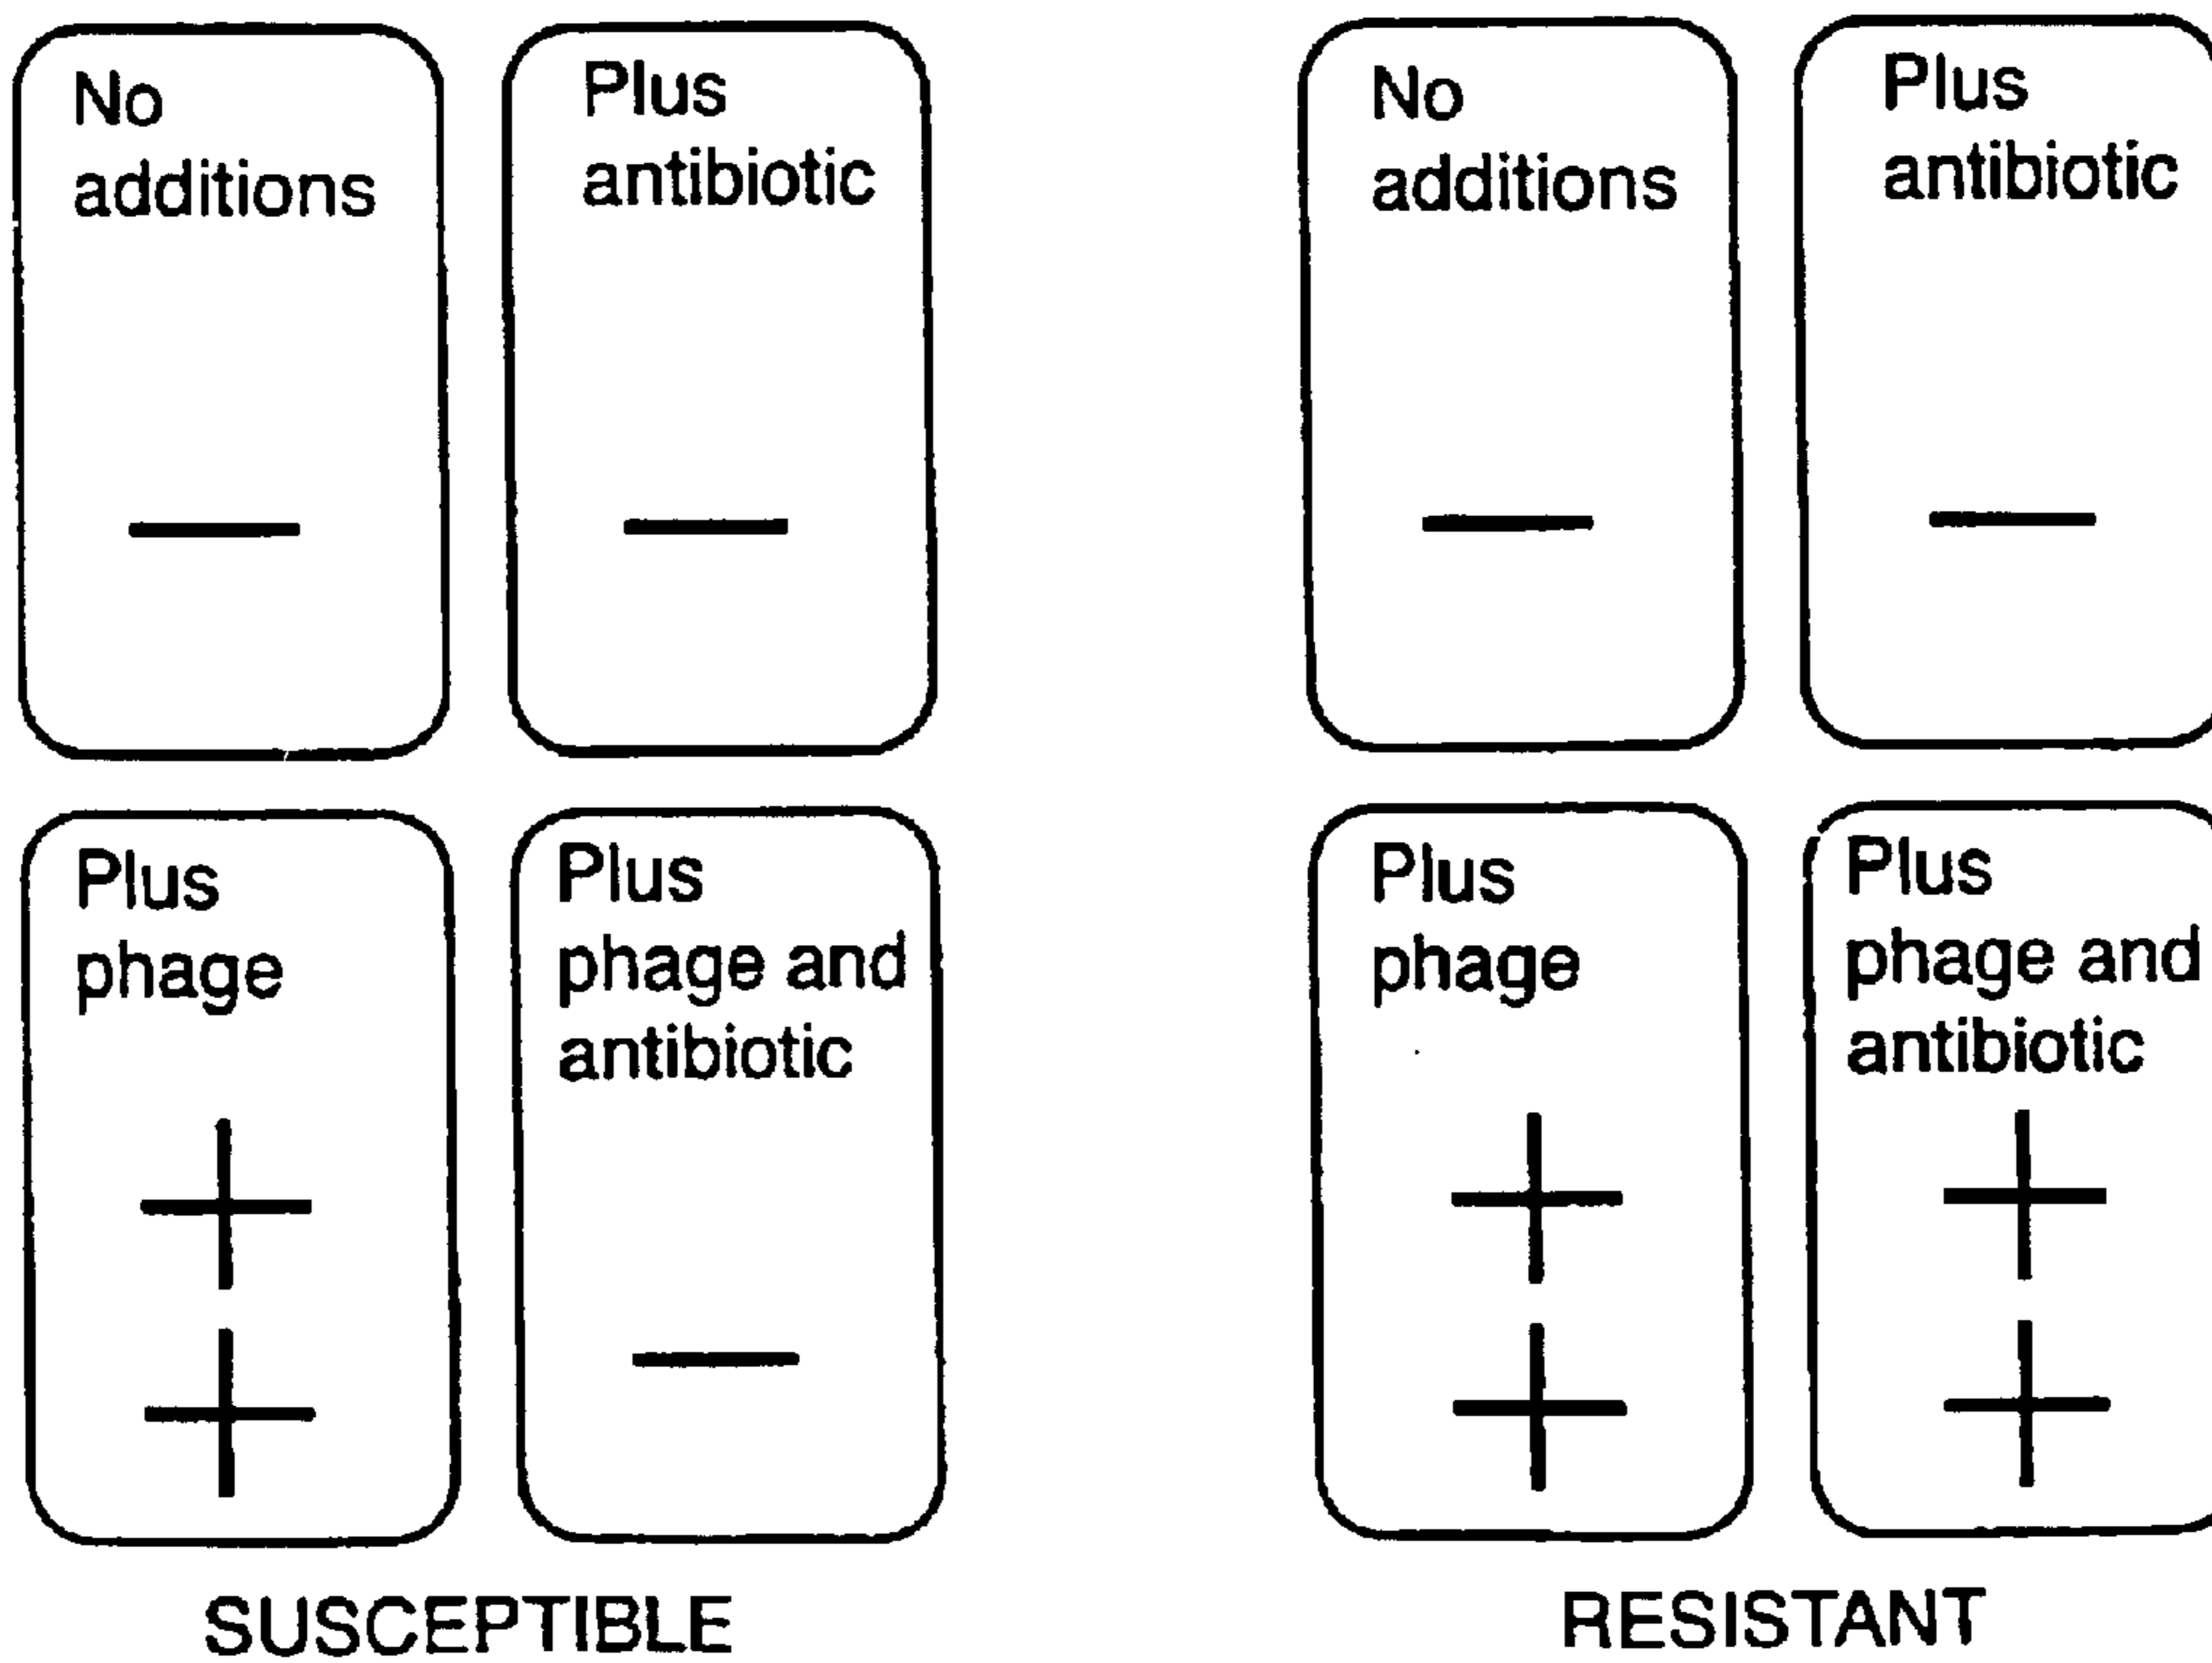 No
additions
Plus
antibiotic
No
additions
Plus
antibiotic
Plus
phage
+
+
Plus
phage and
antibiotic
Plus
phage
+
+
Plus
phage and
antibiotic
+
+
SUSCEPTIBLE
RESISTANT